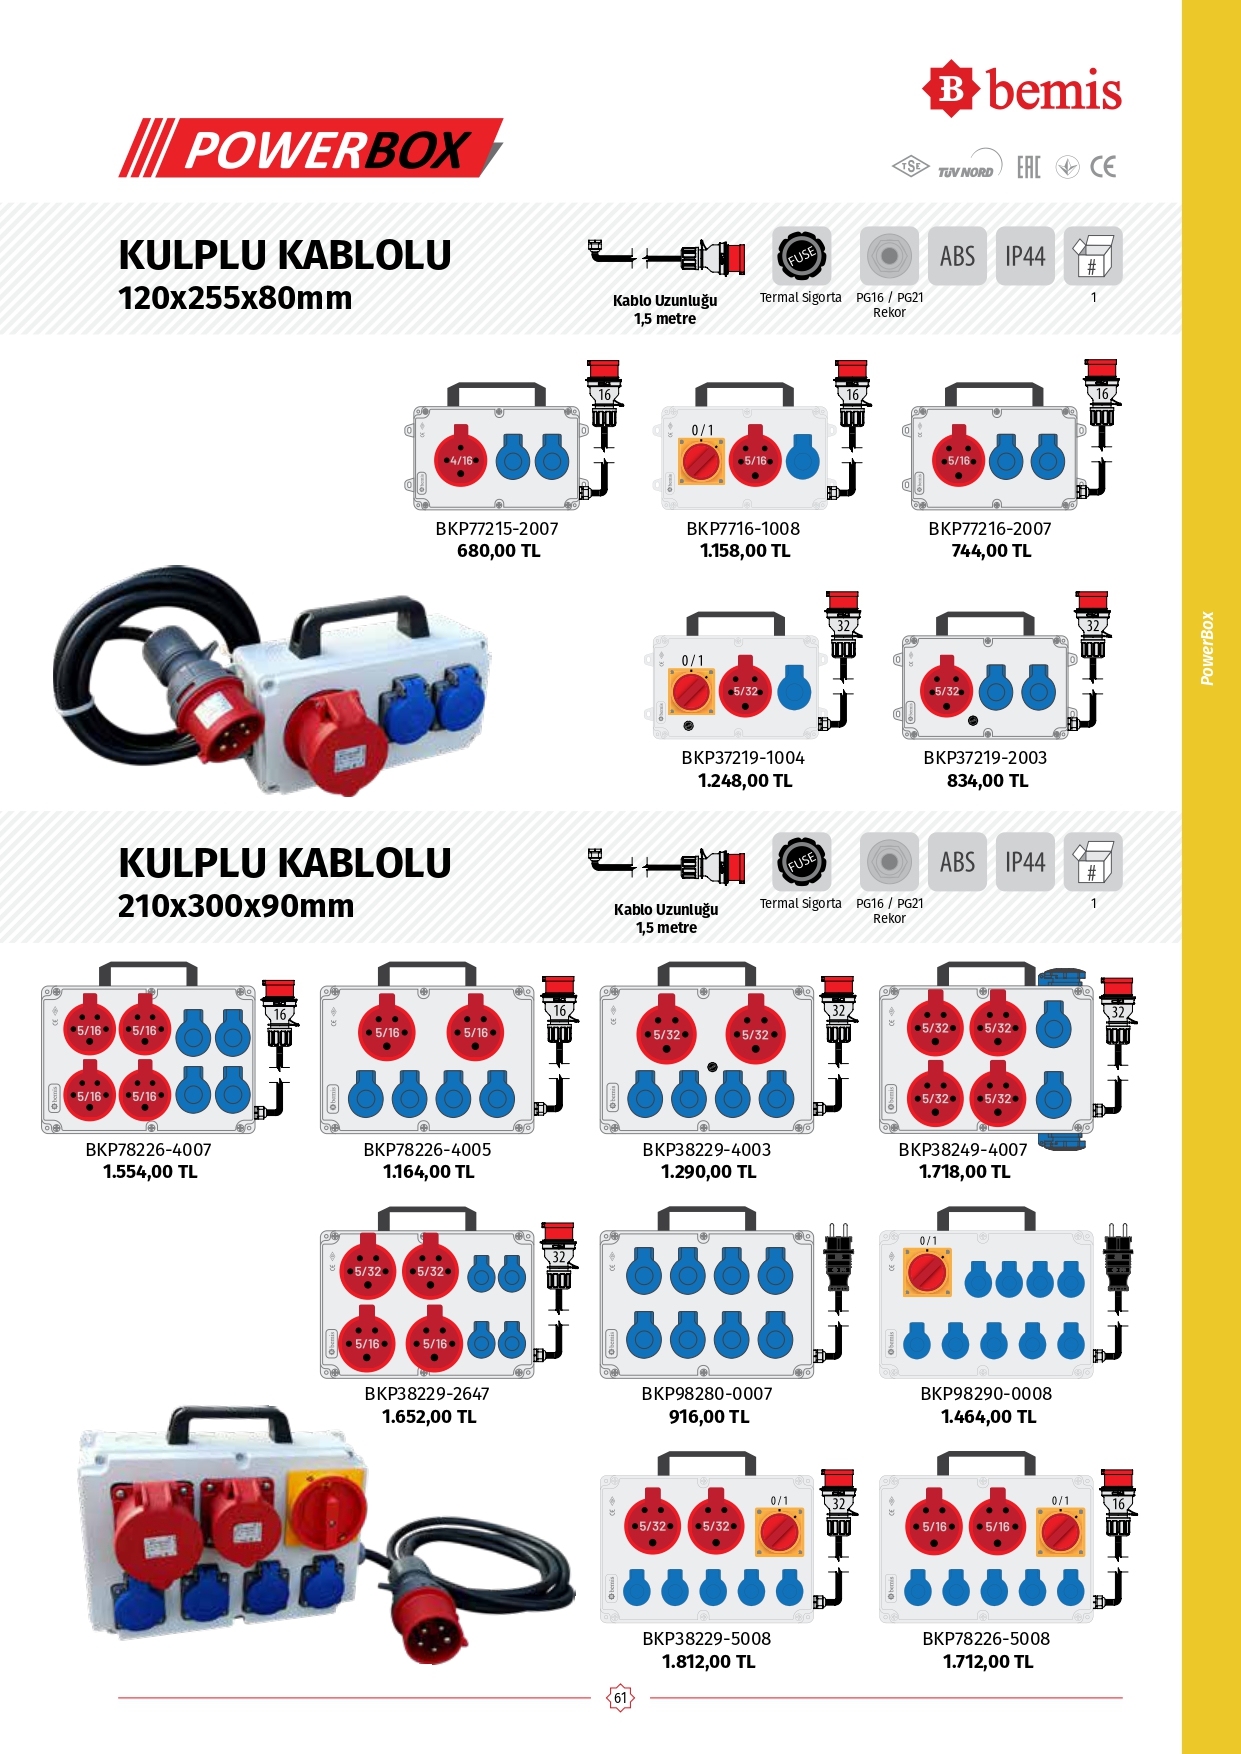 bemis
POWERBOX
TSE TÜV NORD EAC CE
KULPLU KABLOLU
120x255x80mm
Kablo Uzunluğu
1,5 metre
FUSE
Termal Sigorta
PG16 / PG21
Rekor
ABS
IP44
#
1
16
4/16
BKP77215-2007
680,00 TL
16
0 / 1
5/16
BKP7716-1008
1.158,00 TL
16
5/16
BKP77216-2007
744,00 TL
32
0 / 1
5/32
BKP37219-1004
1.248,00 TL
32
5/32
BKP37219-2003
834,00 TL
PowerBox
KULPLU KABLOLU
210x300x90mm
Kablo Uzunluğu
1,5 metre
FUSE
Termal Sigorta
PG16 / PG21
Rekor
ABS
IP44
#
1
16
5/16 5/16
5/16 5/16
bemis
BKP78226-4007
1.554,00 TL
16
5/16 5/16
bemis
BKP78226-4005
1.164,00 TL
32
5/32 5/32
bemis
BKP38229-4003
1.290,00 TL
32
5/32 5/32
5/32 5/32
bemis
BKP38249-4007
1.718,00 TL
32
5/32 5/32
5/16 5/16
bemis
BKP38229-2647
1.652,00 TL
bemis
BKP98280-0007
916,00 TL
0 / 1
bemis
BKP98290-0008
1.464,00 TL
32
0 / 1
5/32 5/32
bemis
BKP38229-5008
1.812,00 TL
16
0 / 1
5/16 5/16
bemis
BKP78226-5008
1.712,00 TL
61